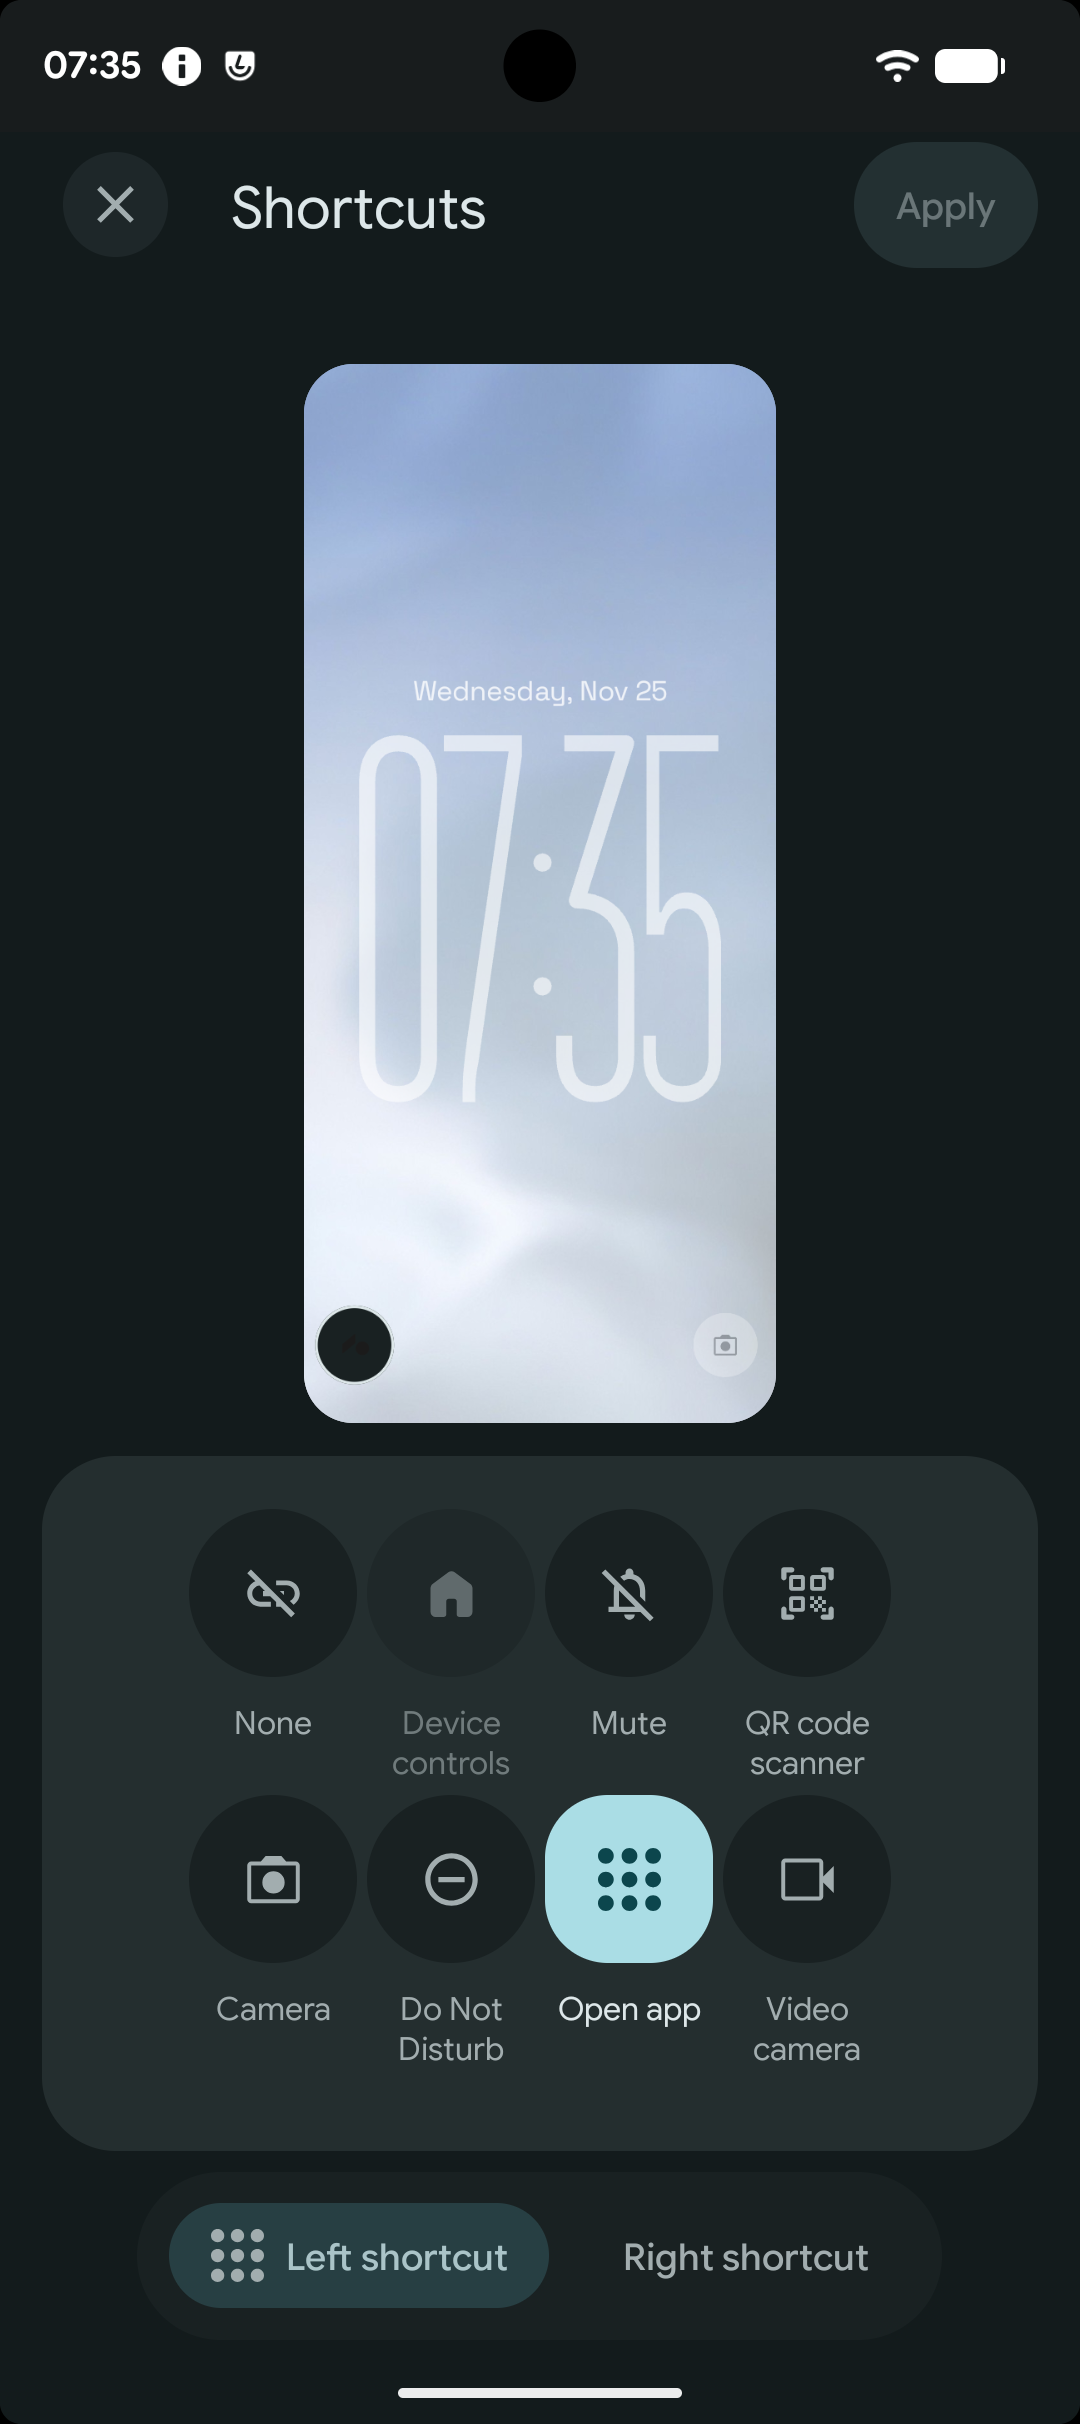 07:35
Shortcuts
Apply
Wednesday, Nov 25
07:35
None
Device
controls
Mute
QR code
scanner
Camera
Do Not
Disturb
Open app
Video
camera
Left shortcut
Right shortcut